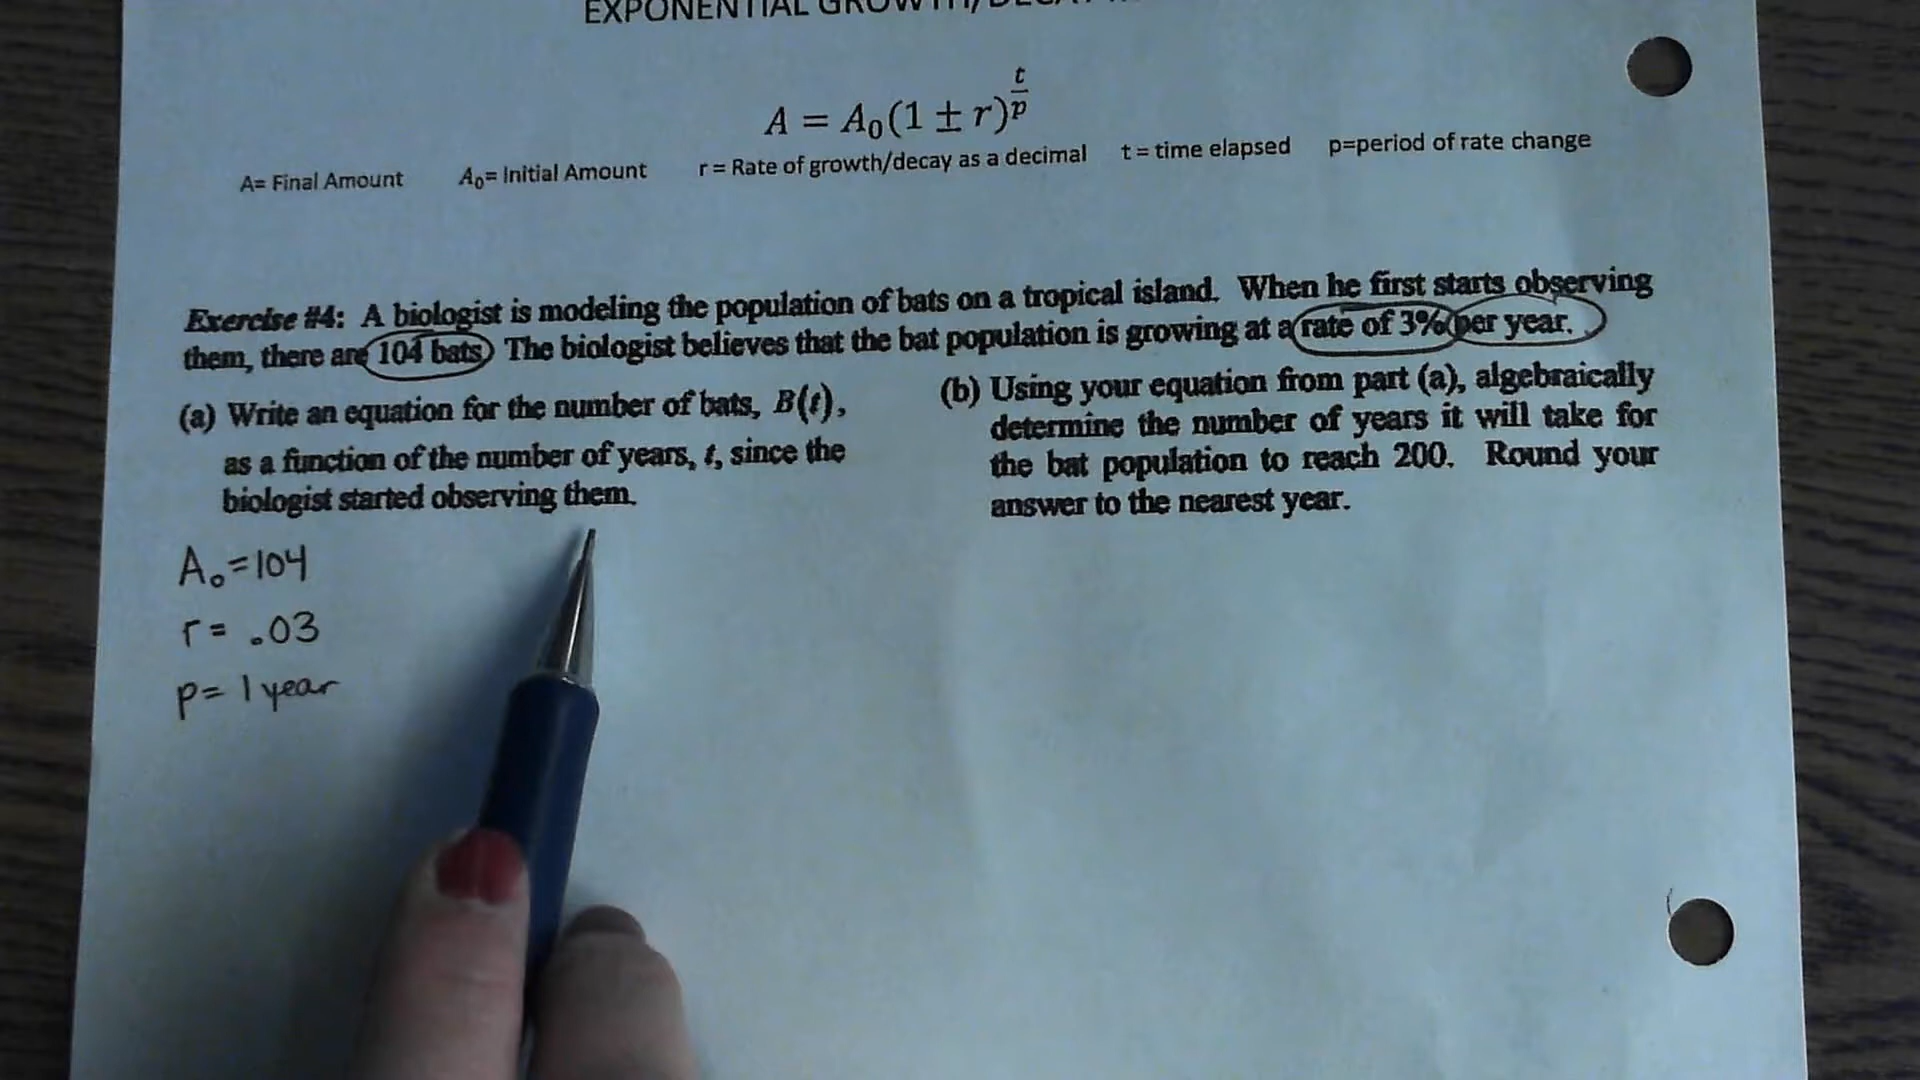 EXPONENTIAL GROWTH/DECAY
A = A₀(1 ± r)^(t/p)
A= Final Amount A₀= Initial Amount r = Rate of growth/decay as a decimal t = time elapsed p=period of rate change
Exercise #4: A biologist is modeling the population of bats on a tropical island. When he first starts observing
them, there are 104 bats. The biologist believes that the bat population is growing at a rate of 3% per year.
(a) Write an equation for the number of bats, B(t),
as a function of the number of years, t, since the
biologist started observing them.
(b) Using your equation from part (a), algebraically
determine the number of years it will take for
the bat population to reach 200. Round your
answer to the nearest year.
A₀=104
r= .03
p= 1 year